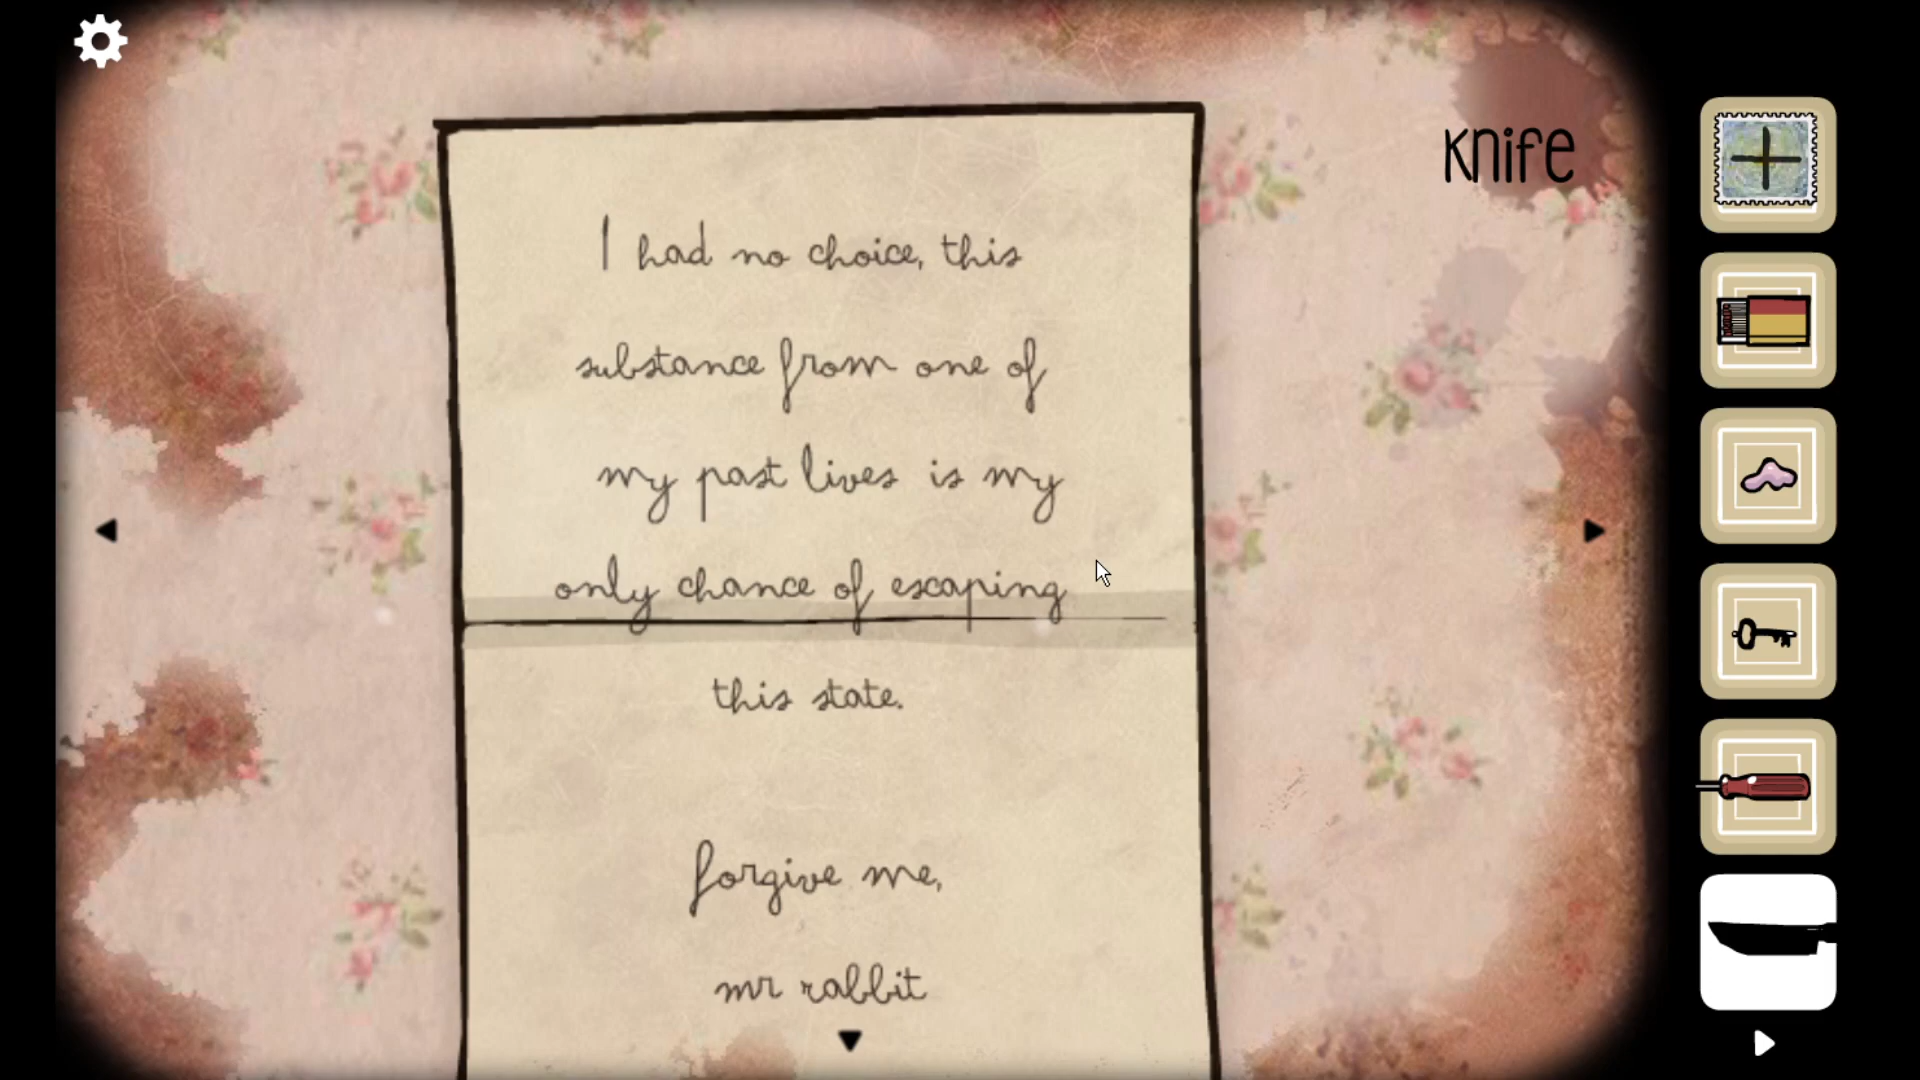 Knife
I had no choice, this
substance from one of
my past lives is my
only chance of escaping
this state.
forgive me,
mr rabbit